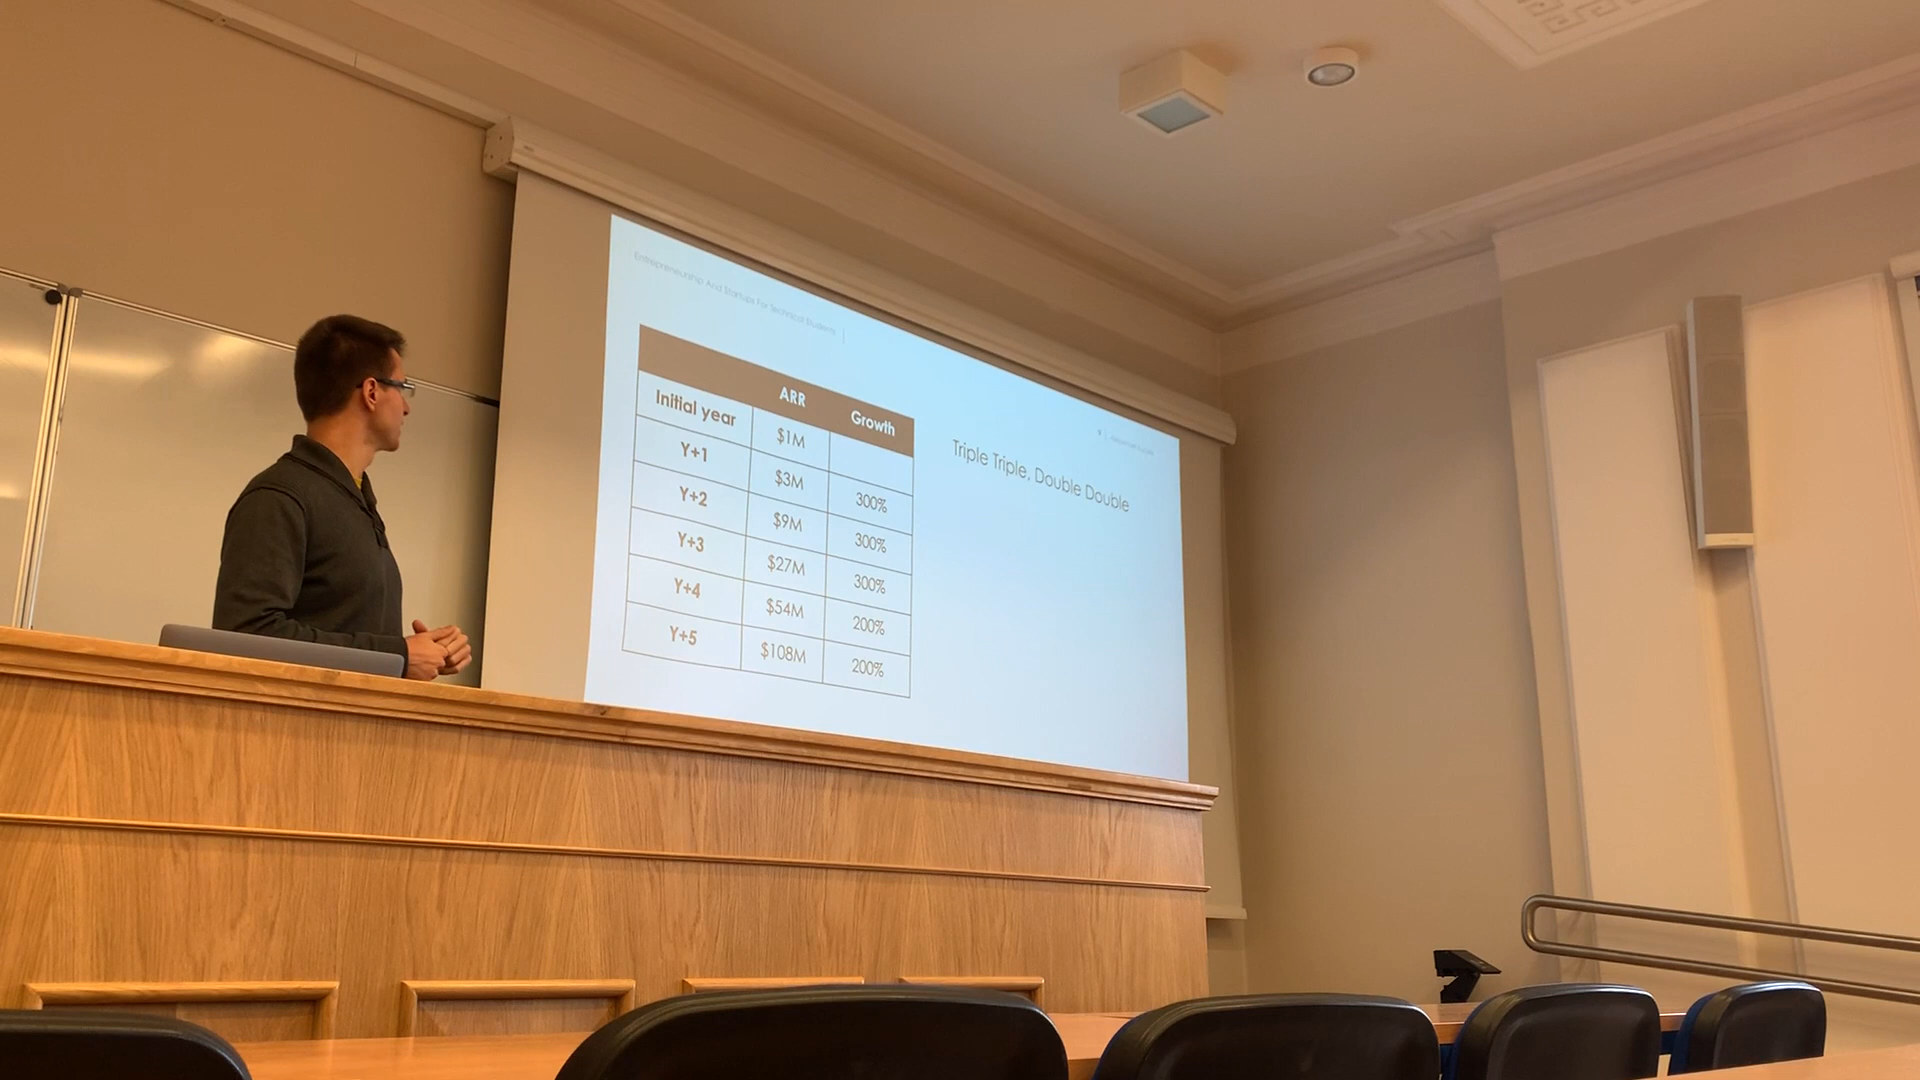 Entrepreneurship And Startups For Technical Students
ARR Growth
Initial year $1M
Y+1 $3M 300%
Y+2 $9M 300%
Y+3 $27M 300%
Y+4 $54M 200%
Y+5 $108M 200%
Triple Triple, Double Double